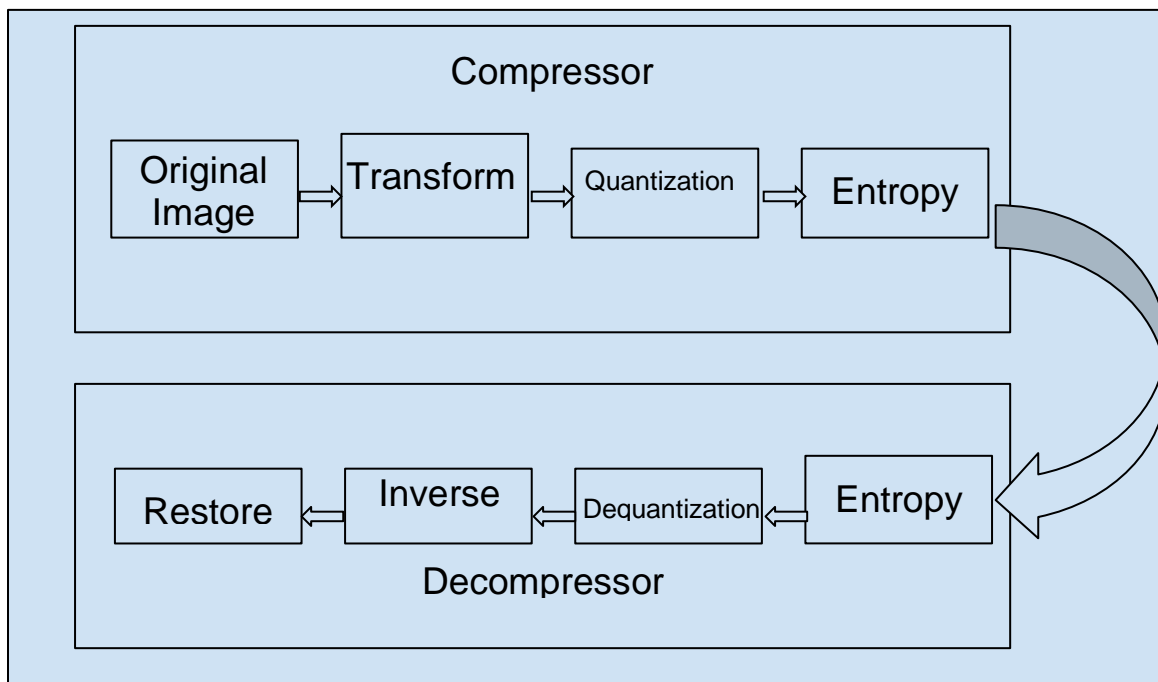 Compressor
Original
Image
Transform
Quantization
Entropy
Restore
Inverse
Dequantization
Entropy
Decompressor